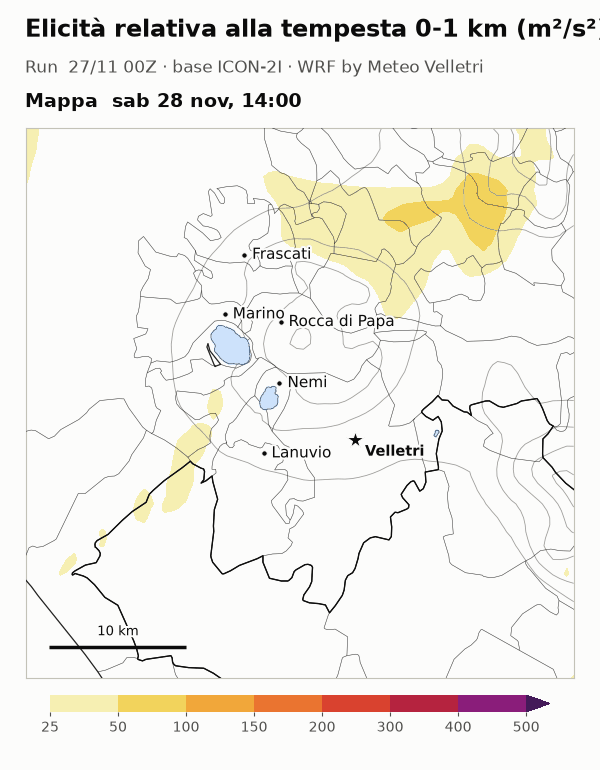 Elicità relativa alla tempesta 0-1 km (m²/s²)
Run 27/11 00Z · base ICON-2I · WRF by Meteo Velletri
Mappa sab 28 nov, 14:00
Frascati
Marino
Rocca di Papa
Nemi
Velletri
Lanuvio
10 km
25 50 100 150 200 300 400 500